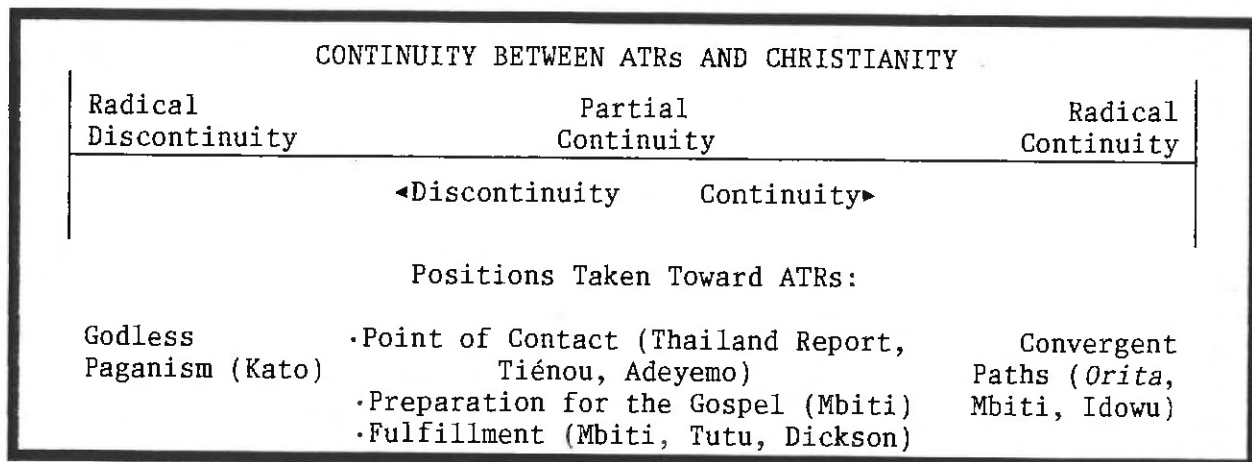 CONTINUITY BETWEEN ATRs AND CHRISTIANITY
Radical Discontinuity
Partial Continuity
Radical Continuity
◂Discontinuity Continuity▸
Positions Taken Toward ATRs:
Godless
Paganism (Kato)
·Point of Contact (Thailand Report,
Tiénou, Adeyemo)
·Preparation for the Gospel (Mbiti)
·Fulfillment (Mbiti, Tutu, Dickson)
Convergent
Paths (Orita,
Mbiti, Idowu)